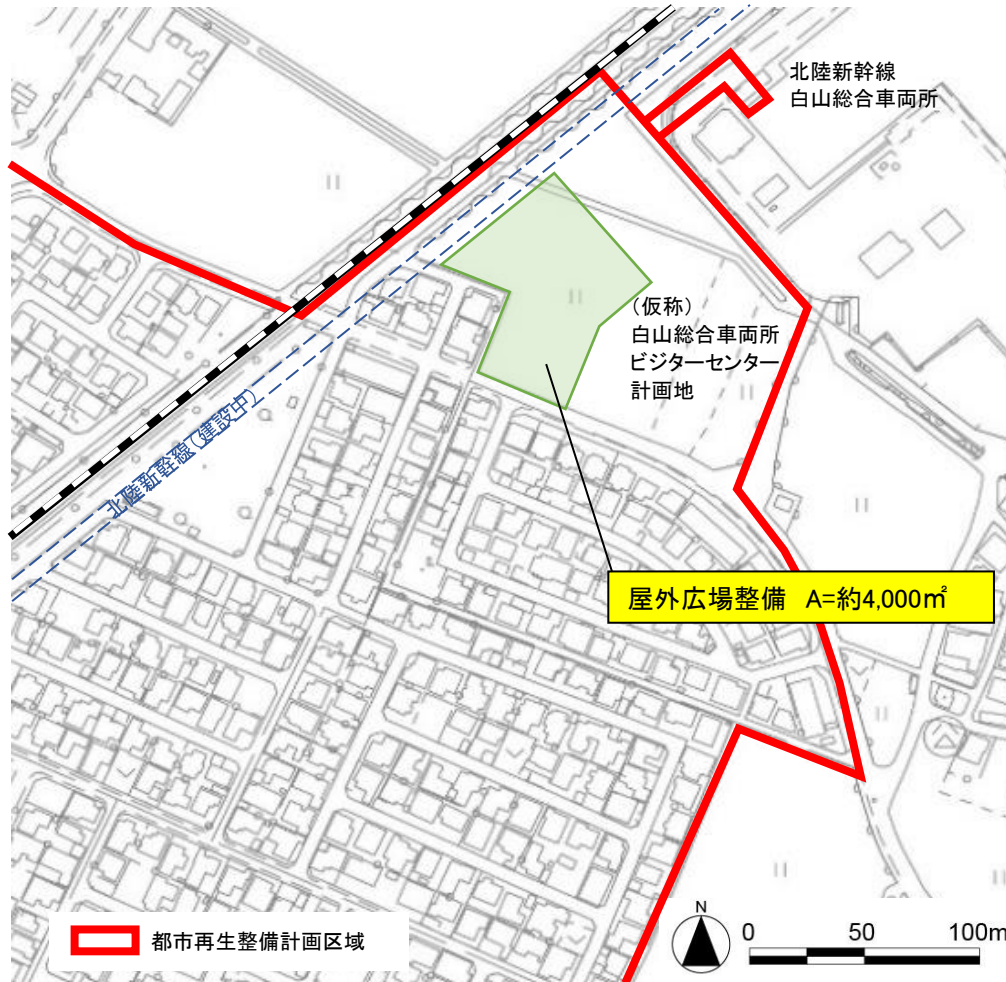 北陸新幹線
白山総合車両所
(仮称)
白山総合車両所
ビジターセンター
計画地
北陸新幹線(建設中)
屋外広場整備 A=約4,000㎡
都市再生整備計画区域
N
0 50 100m